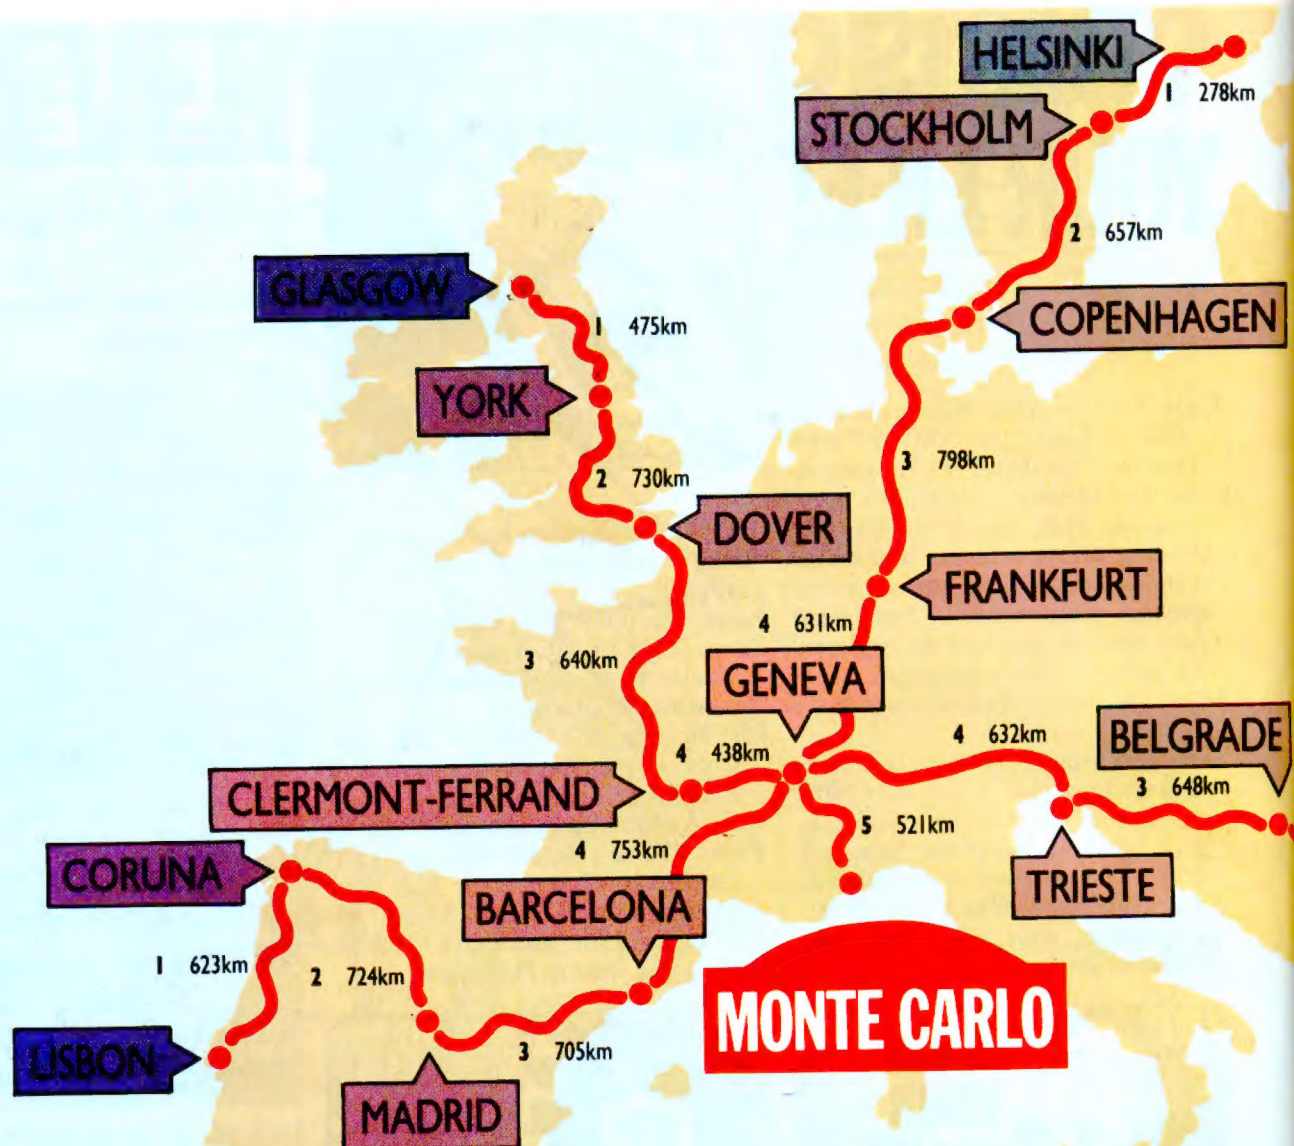 HELSINKI
1 278km
STOCKHOLM
2 657km
GLASGOW
COPENHAGEN
1 475km
YORK
3 798km
2 730km
DOVER
FRANKFURT
4 631km
3 640km
GENEVA
BELGRADE
4 632km
4 438km
CLERMONT-FERRAND
3 648km
5 521km
4 753km
CORUNA
TRIESTE
BARCELONA
1 623km
2 724km
MONTE CARLO
LISBON
3 705km
MADRID